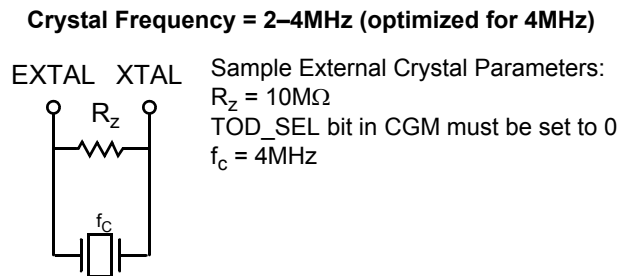 Crystal Frequency = 2–4MHz (optimized for 4MHz)
EXTAL XTAL
Rz
fC
Sample External Crystal Parameters:
Rz = 10MΩ
TOD_SEL bit in CGM must be set to 0
fc = 4MHz